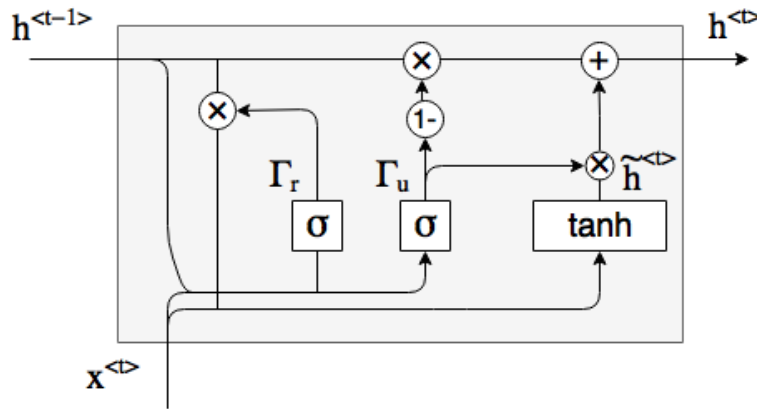 h<t-1>
h<t>
×
+
×
1-
Γr
Γu
×
h̃<t>
σ
σ
tanh
x<t>